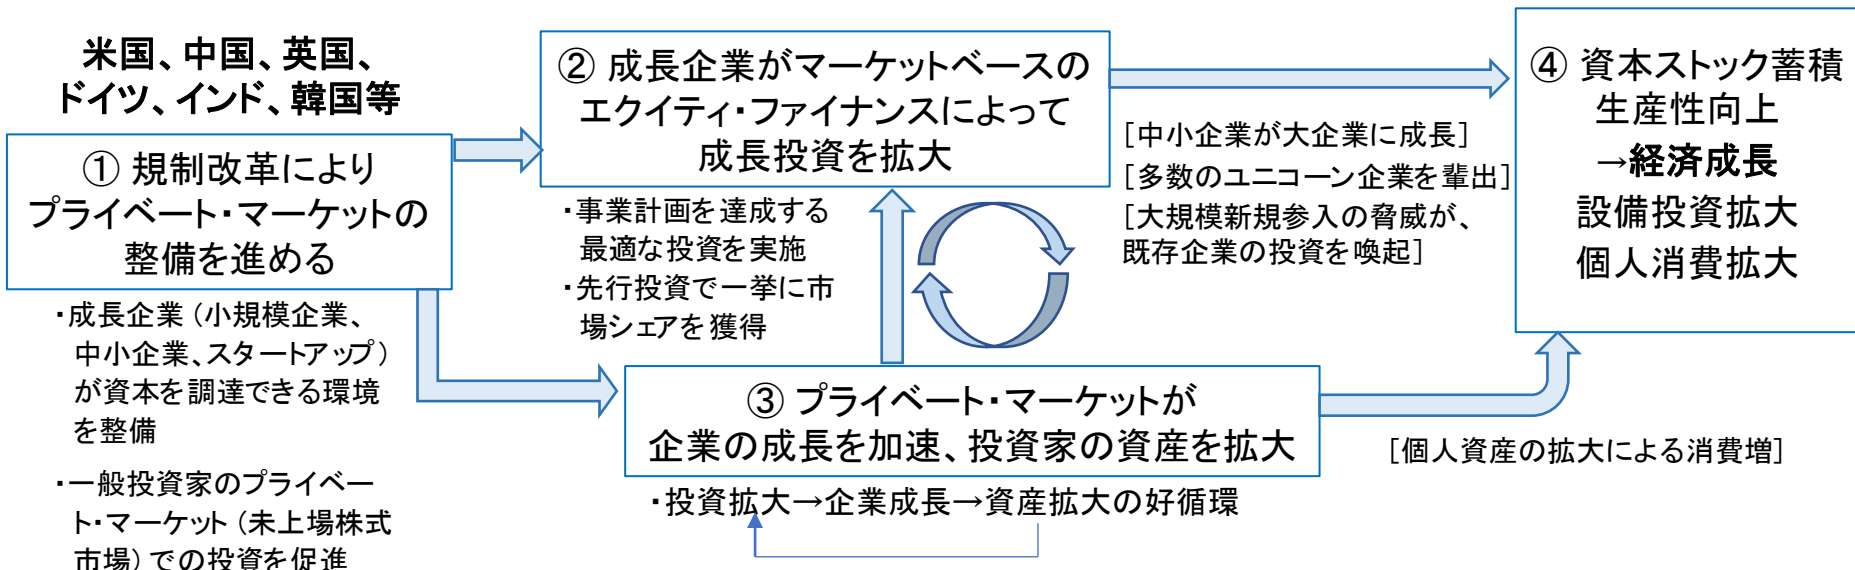 米国、中国、英国、
ドイツ、インド、韓国等
① 規制改革により
プライベート・マーケットの
整備を進める
・成長企業（小規模企業、
中小企業、スタートアップ）
が資本を調達できる環境
を整備
・一般投資家のプライベー
ト・マーケット（未上場株式
市場）での投資を促進
② 成長企業がマーケットベースの
エクイティ・ファイナンスによって
成長投資を拡大
・事業計画を達成する
最適な投資を実施
・先行投資で一挙に市
場シェアを獲得
③ プライベート・マーケットが
企業の成長を加速、投資家の資産を拡大
・投資拡大→企業成長→資産拡大の好循環
［中小企業が大企業に成長］
［多数のユニコーン企業を輩出］
［大規模新規参入の脅威が、
既存企業の投資を喚起］
④ 資本ストック蓄積
生産性向上
→経済成長
設備投資拡大
個人消費拡大
［個人資産の拡大による消費増］